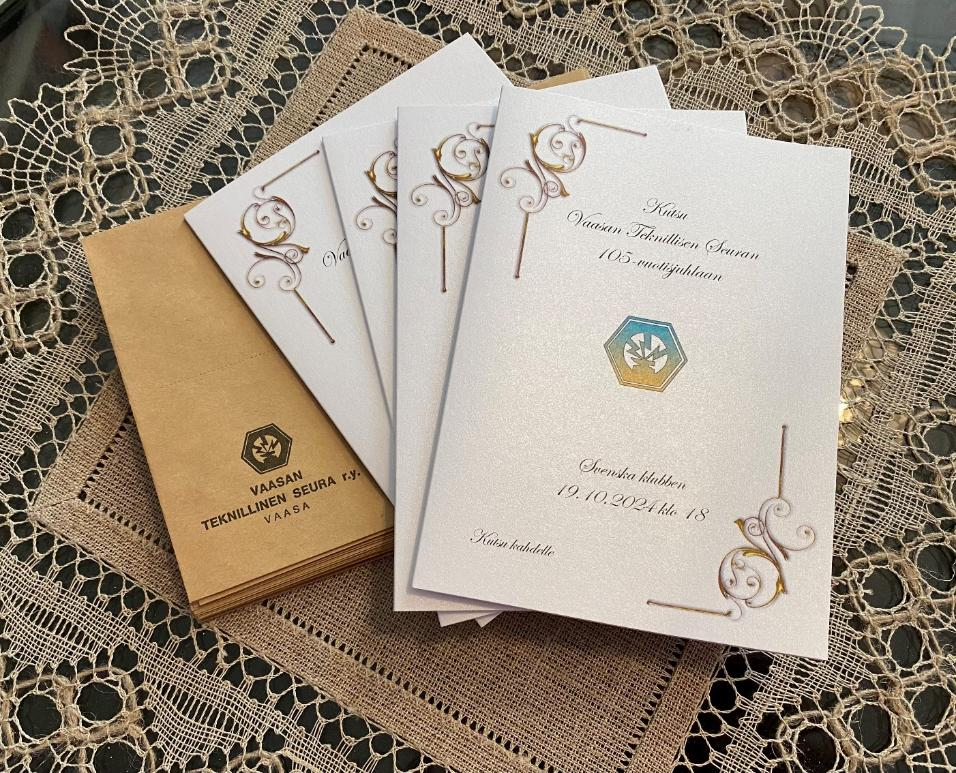 Kutsu
Vaasan Teknillisen Seuran
105-vuotisjuhlaan
Svenska klubben
19.10.2024 klo 18
Kutsu kahdelle
VAASAN
TEKNILLINEN SEURA r.y.
VAASA